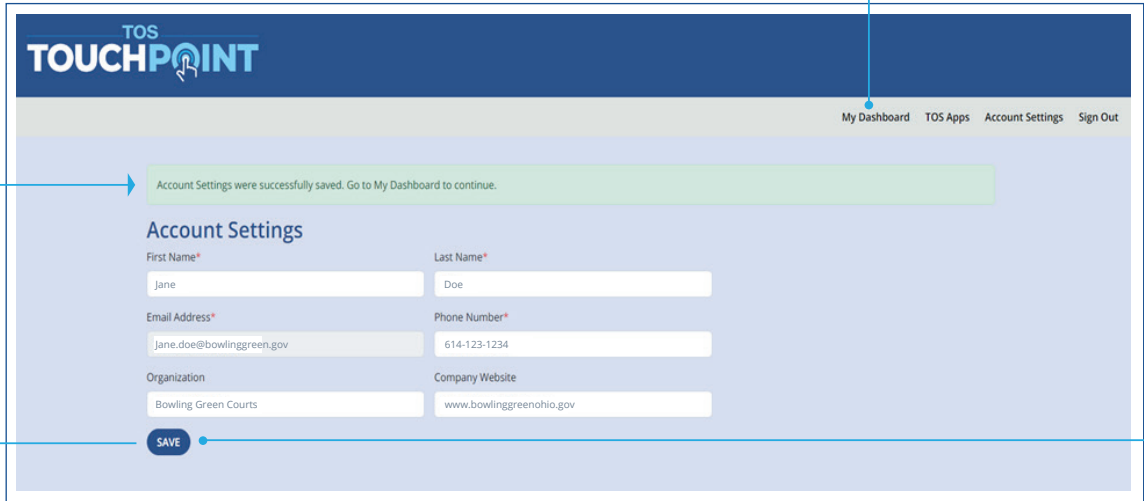 TOS
TOUCHPOINT
My Dashboard TOS Apps Account Settings Sign Out
Account Settings were successfully saved. Go to My Dashboard to continue.
Account Settings
First Name* Last Name*
Jane Doe
Email Address* Phone Number*
Jane.doe@bowlinggreen.gov 614-123-1234
Organization Company Website
Bowling Green Courts www.bowlinggreenohio.gov
SAVE